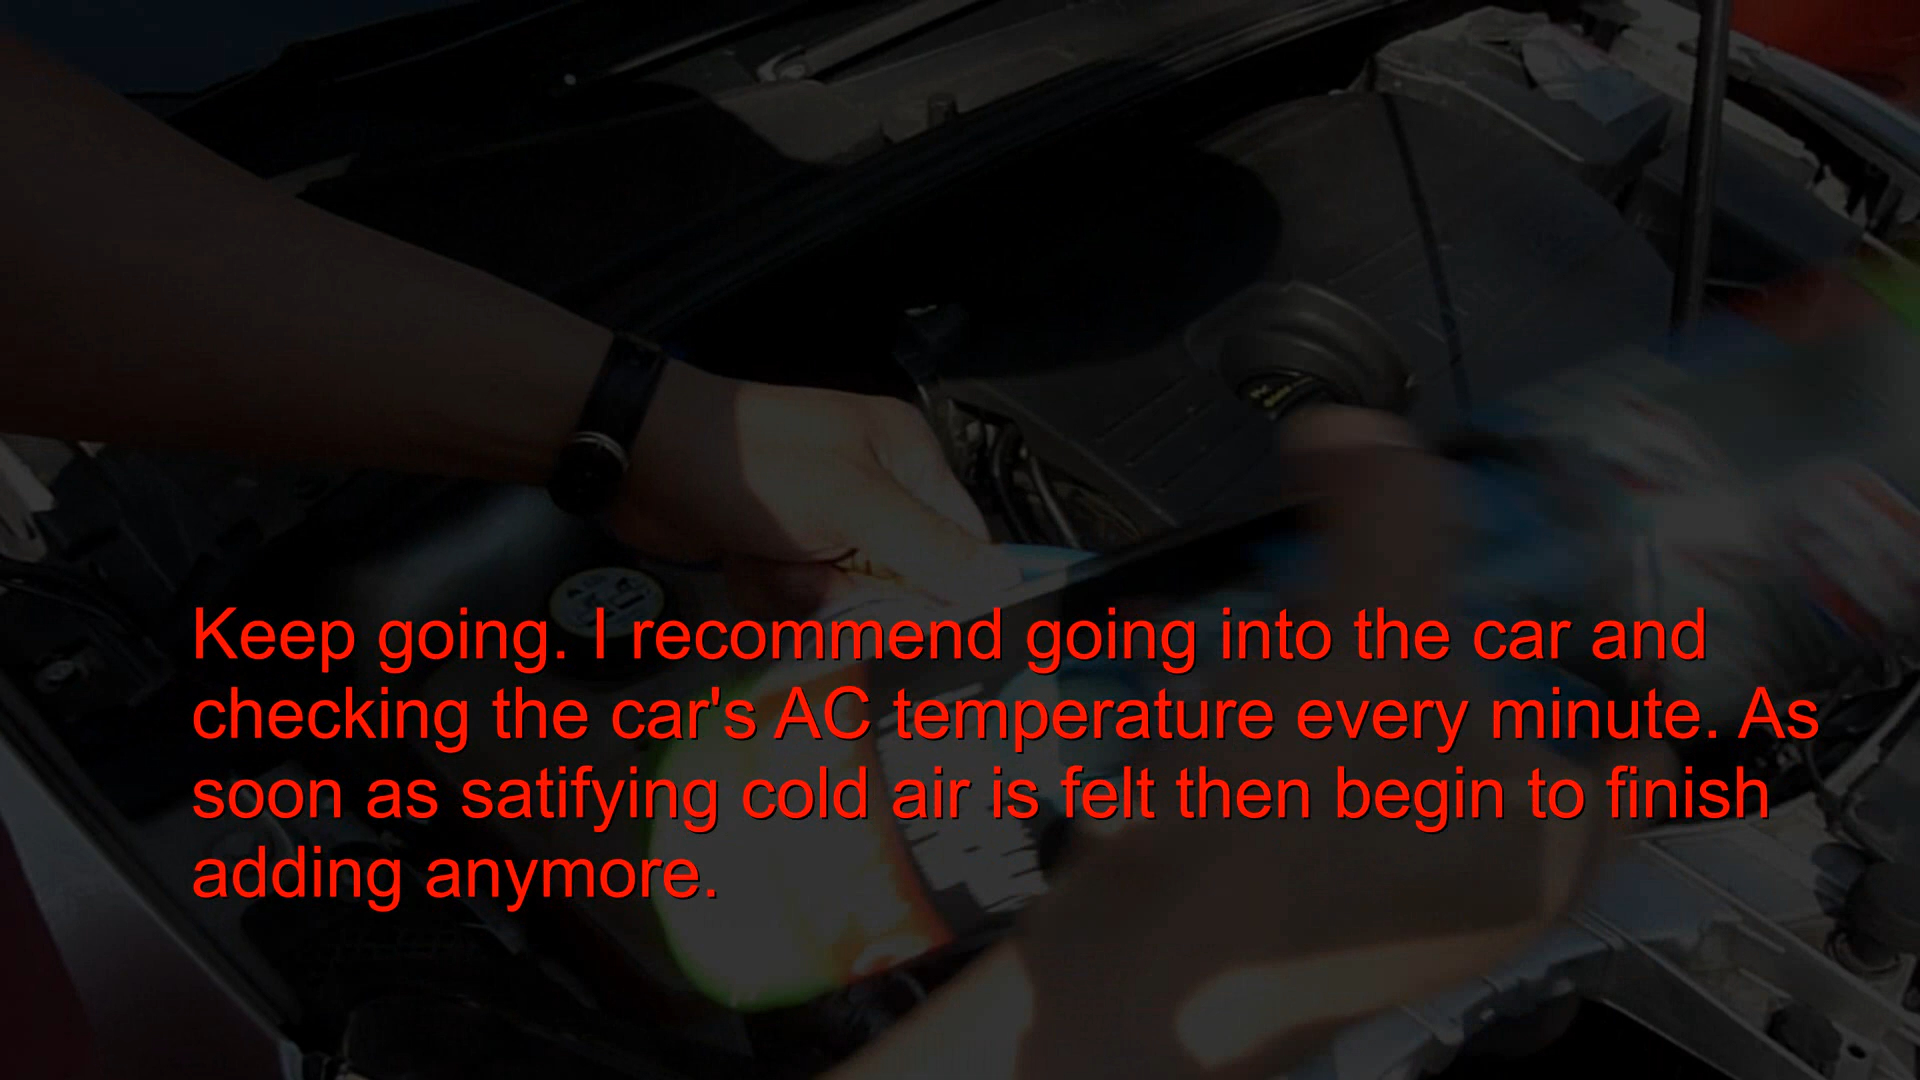 Keep going. I recommend going into the car and
checking the car's AC temperature every minute. As
soon as satifying cold air is felt then begin to finish
adding anymore.